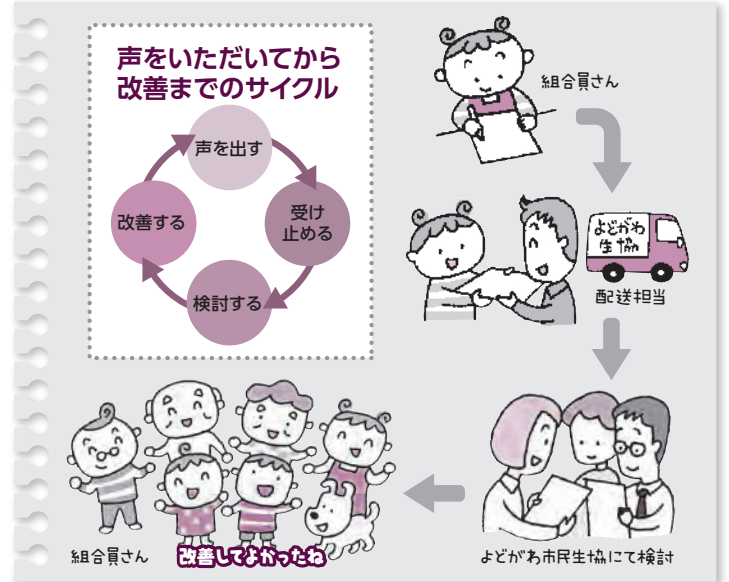 声をいただいてから
改善までのサイクル
声を出す
受け
止める
検討する
改善する
組合員さん
よどがわ
生協
配送担当
よどがわ市民生協にて検討
組合員さん
改善してよかったね